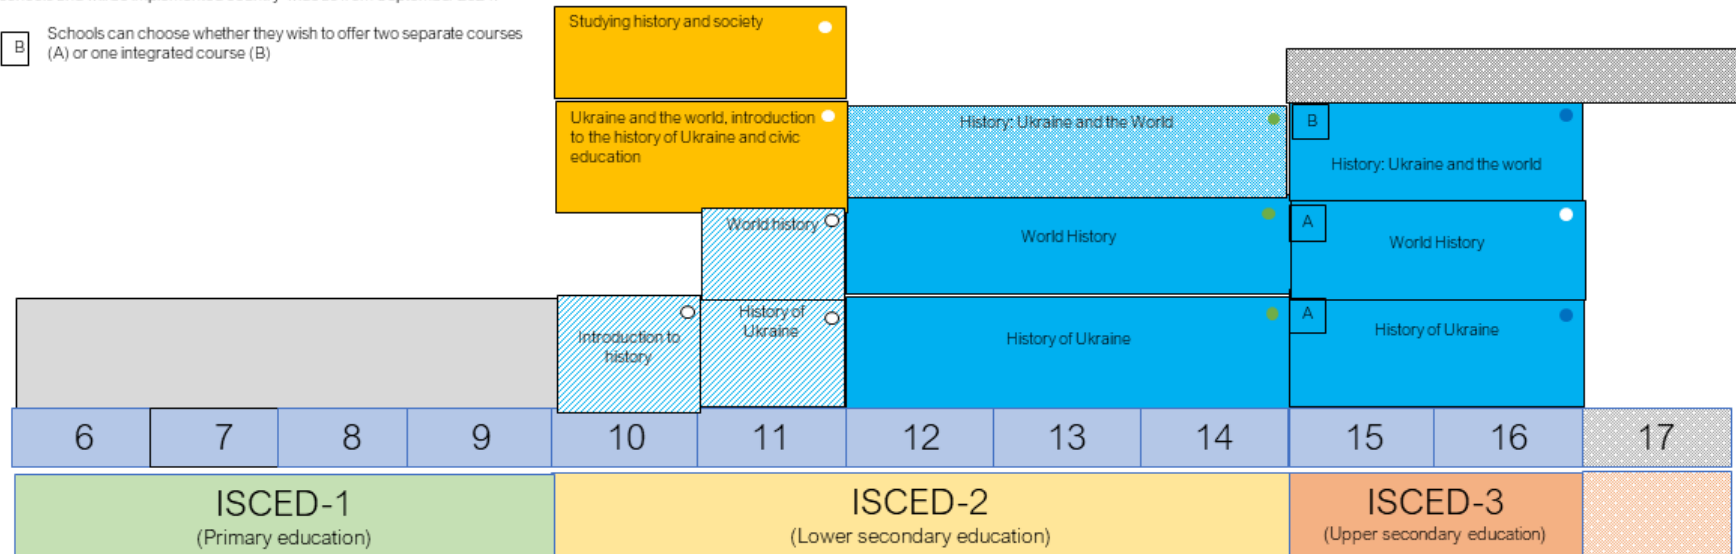 B
Schools can choose whether they wish to offer two separate courses
(A) or one integrated course (B)
Studying history and society
Ukraine and the world, introduction
to the history of Ukraine and civic
education
History: Ukraine and the World
B
History: Ukraine and the world
World history
World History
A
World History
Introduction to
history
History of
Ukraine
History of Ukraine
A
History of Ukraine
6 7 8 9 10 11 12 13 14 15 16 17
ISCED-1
(Primary education)
ISCED-2
(Lower secondary education)
ISCED-3
(Upper secondary education)